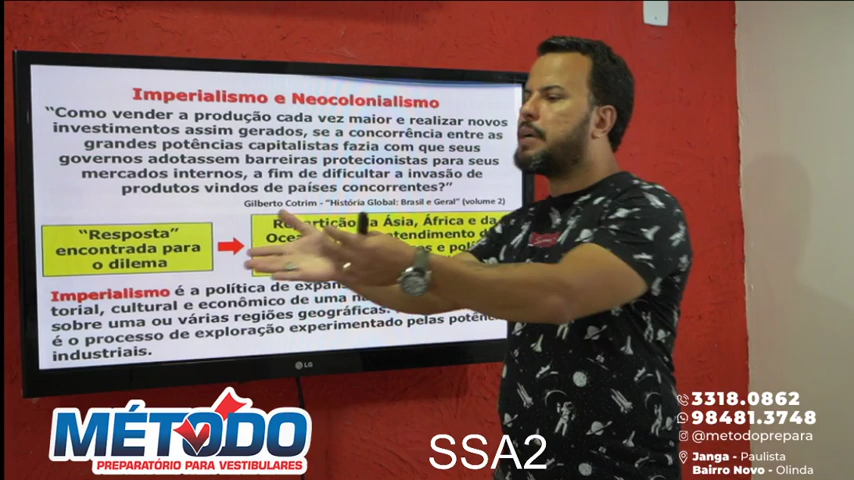 Imperialismo e Neocolonialismo
“Como vender a produção cada vez maior e realizar novos
investimentos assim gerados, se a concorrência entre as
grandes potências capitalistas fazia com que seus
governos adotassem barreiras protecionistas para seus
mercados internos, a fim de dificultar a invasão de
produtos vindos de países concorrentes?”
Gilberto Cotrim - “História Global: Brasil e Geral” (volume 2)
“Resposta”
encontrada para
o dilema
Ásia, África e da
Imperialismo é a política de
cultural e econômico de uma
sobre uma ou várias regiões geográficas.
é o processo de exploração experimentado pelas
industriais.
LG
MÉTODO
PREPARATÓRIO PARA VESTIBULARES
SSA2
3318.0862
98481.3748
@metodoprepara
Janga - Paulista
Bairro Novo - Olinda